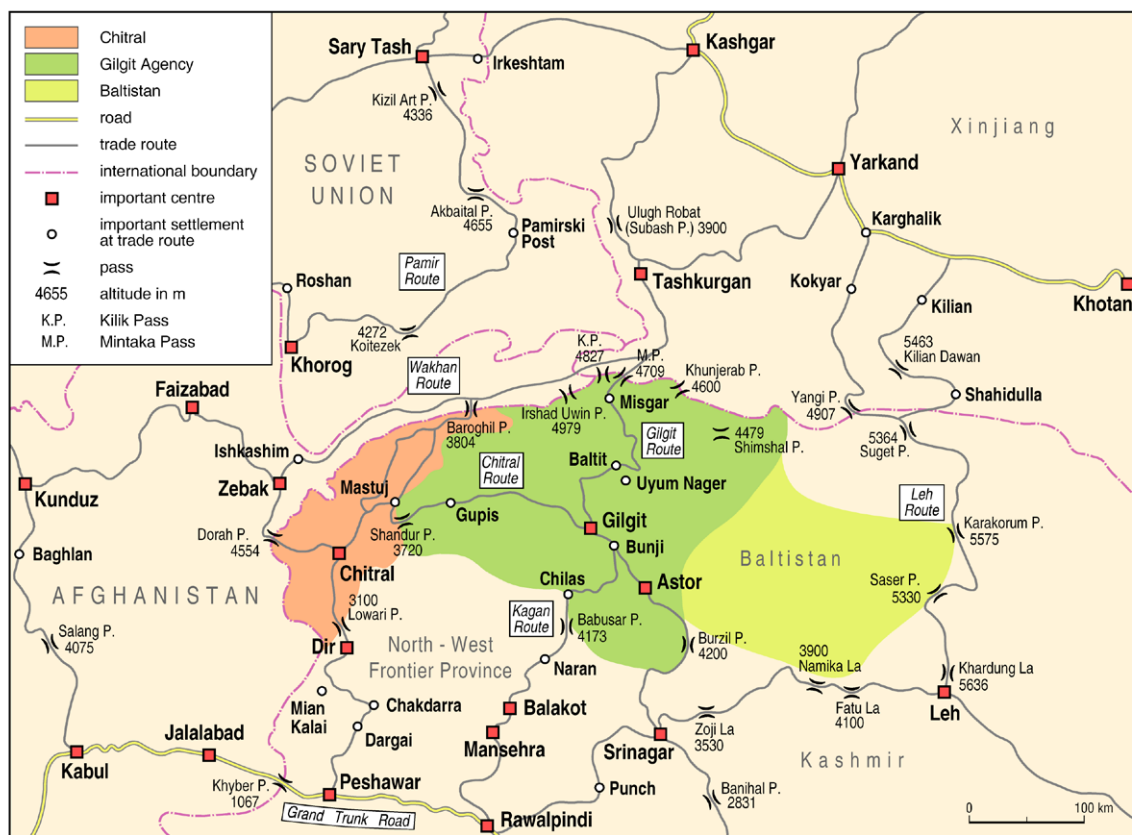 Chitral
Gilgit Agency
Baltistan
road
trade route
international boundary
important centre
important settlement
at trade route
pass
4655 altitude in m
K.P. Kilik Pass
M.P. Mintaka Pass
Sary Tash
Irkeshtam
Kashgar
Kizil Art P.
4336
Xinjiang
SOVIET
UNION
Yarkand
Akbaital P.
4655
Pamirski
Post
Ulugh Robat
(Subash P.) 3900
Karghalik
Pamir
Route
Roshan
Tashkurgan
Kokyar
Kilian
Khotan
4272
Koitezek
Khorog
K.P.
4827
M.P.
4709
5463
Kilian Dawan
Wakhan
Route
Khunjerab P.
4600
Faizabad
Misgar
Shahidulla
Yangi P.
4907
Irshad Uwin P.
4979
Baroghil P.
3804
Gilgit
Route
4479
Shimshal P.
5364
Suget P.
Ishkashim
Chitral
Route
Baltit
Uyum Nager
Zebak
Mastuj
Kunduz
Gupis
Leh
Route
Gilgit
Karakorum P.
5575
Dorah P.
4554
Shandur P.
3720
Bunji
Baghlan
Chitral
Baltistan
Astor
Chilas
Saser P.
5330
AFGHANISTAN
3100
Lowari P.
Kagan
Route
Babusar P.
4173
Salang P.
4075
Dir
North - West
Frontier Province
Burzil P.
4200
3900
Namika La
Naran
Khardung La
5636
Mian
Kalai
Chakdarra
Balakot
Fatu La
4100
Leh
Dargai
Mansehra
Srinagar
Zoji La
3530
Jalalabad
Kabul
Kashmir
Khyber P.
1067
Peshawar
Punch
Banihal P.
2831
Grand Trunk Road
Rawalpindi
0 100 km